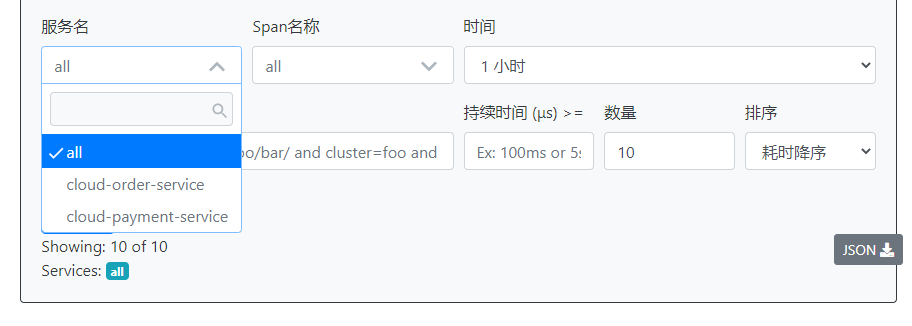 服务名 Span名称 时间
all all 1 小时
持续时间 (μs) >= 数量 排序
all oo/bar/ and cluster=foo and Ex: 100ms or 5s 10 耗时降序
cloud-order-service
cloud-payment-service
Showing: 10 of 10
JSON
Services: all